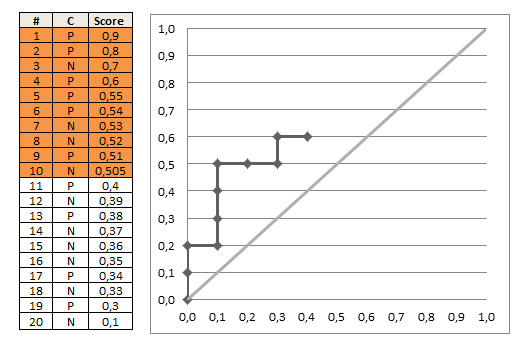 # C Score
1 P 0,9
2 P 0,8
3 N 0,7
4 P 0,6
5 P 0,55
6 P 0,54
7 N 0,53
8 N 0,52
9 P 0,51
10 N 0,505
11 P 0,4
12 N 0,39
13 P 0,38
14 N 0,37
15 N 0,36
16 N 0,35
17 P 0,34
18 N 0,33
19 P 0,3
20 N 0,1
1,0
0,9
0,8
0,7
0,6
0,5
0,4
0,3
0,2
0,1
0,0
0,0 0,1 0,2 0,3 0,4 0,5 0,6 0,7 0,8 0,9 1,0